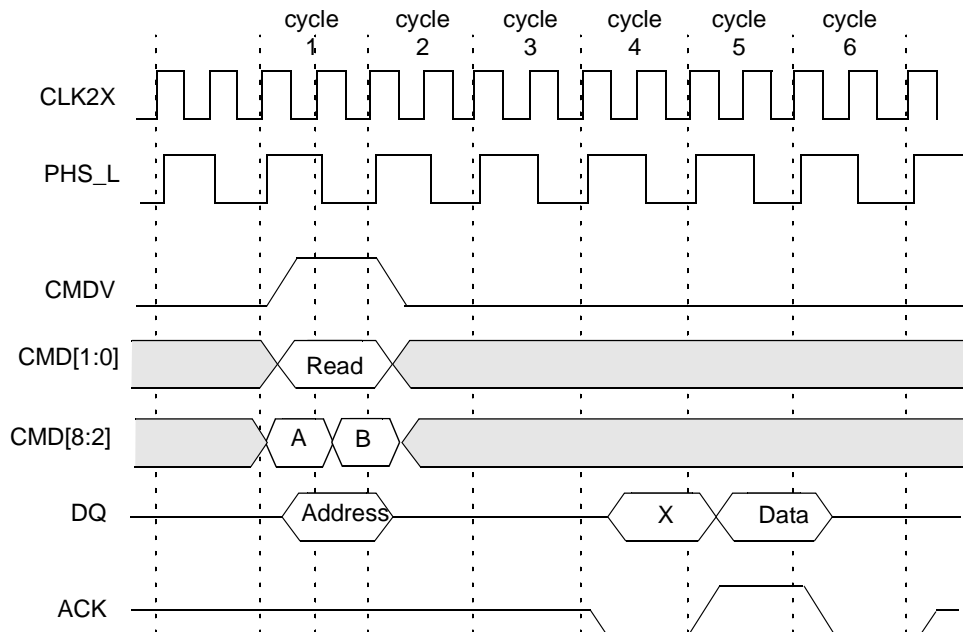 cycle cycle cycle cycle cycle cycle
1 2 3 4 5 6
CLK2X
PHS_L
CMDV
CMD[1:0] Read
CMD[8:2] A B
DQ Address X Data
ACK